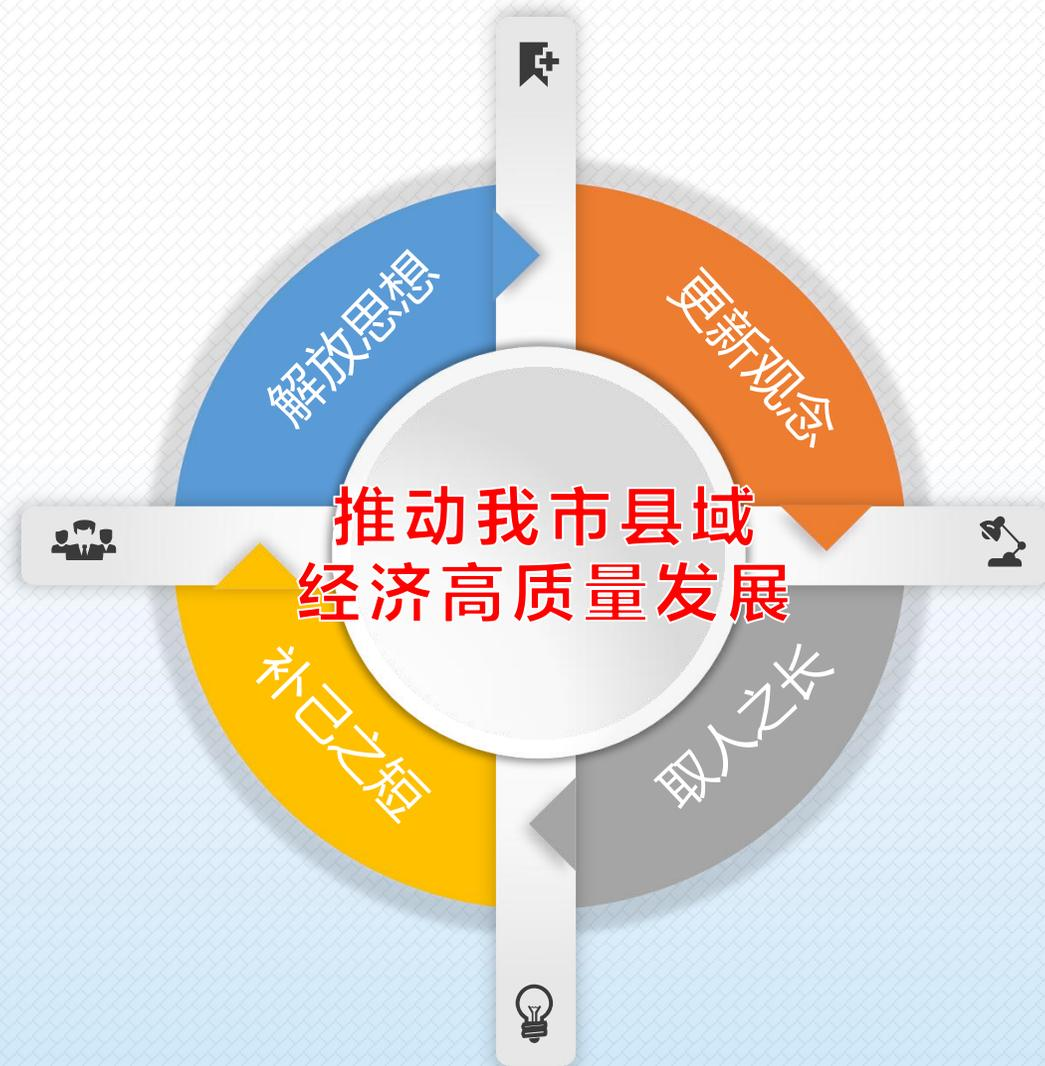 解放思想
更新观念
推动我市县域
经济高质量发展
补己之短
取人之长